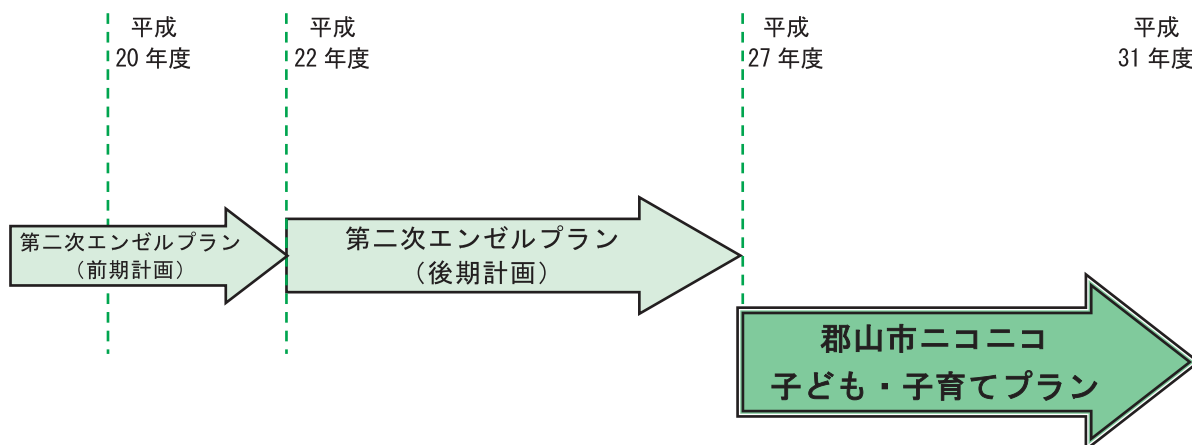 平成
20 年度
平成
22 年度
平成
27 年度
平成
31 年度
第二次エンゼルプラン
（前期計画）
第二次エンゼルプラン
（後期計画）
郡山市ニコニコ
子ども・子育てプラン